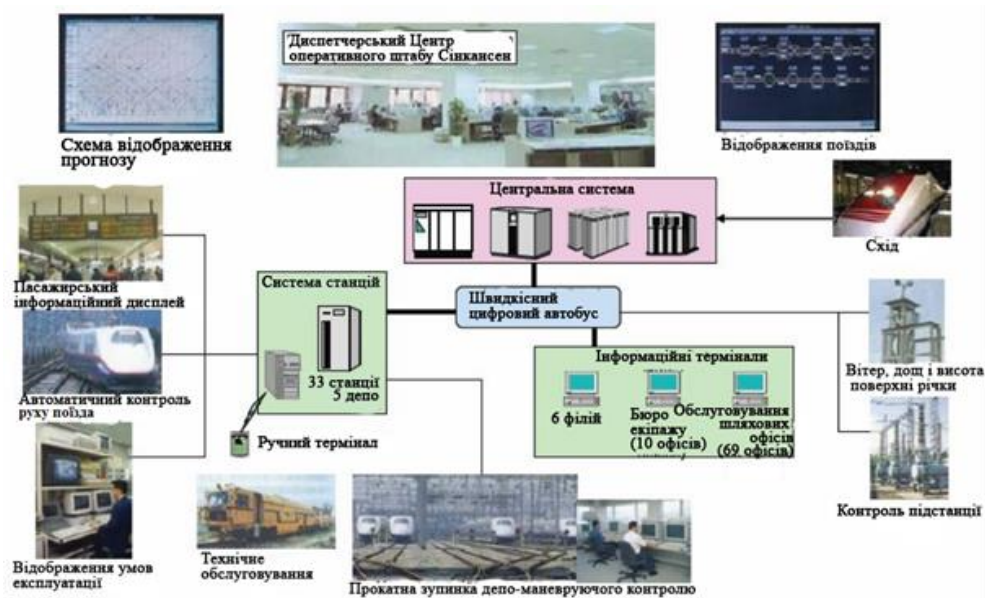 Диспетчерський Центр
оперативного штабу Сінкансен
Схема відображення
прогнозу
Відображення поїздів
Центральна система
Схід
Пасажирський
інформаційний дисплей
Система станцій
33 станції
5 депо
Швидкісний
цифровий автобус
Автоматичний контроль
руху поїзда
Ручний термінал
Інформаційні термінали
6 філій
Бюро
екіпажу
(10 офісів)
Обслуговування
шляхових
офісів
(69 офісів)
Вітер, дощ і висота
поверхні річки
Контроль підстанції
Відображення умов
експлуатації
Технічне
обслуговування
Прокатна зупинка депо-маневруючого контролю